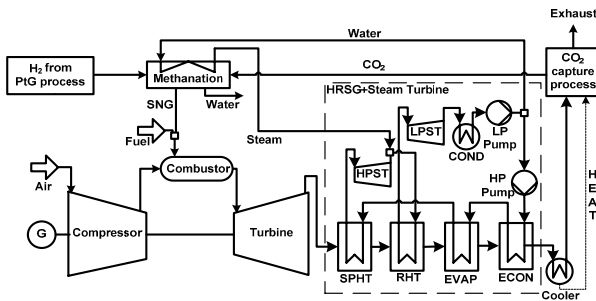 Exhaust
Water
H2 from
PtG process
Methanation
CO2
CO2
capture
process
SNG
Water
HRSG+Steam Turbine
Fuel
Steam
LPST
COND
LP
Pump
Air
Combustor
HPST
HP
Pump
HEAT
G
Compressor
Turbine
SPHT
RHT
EVAP
ECON
Cooler